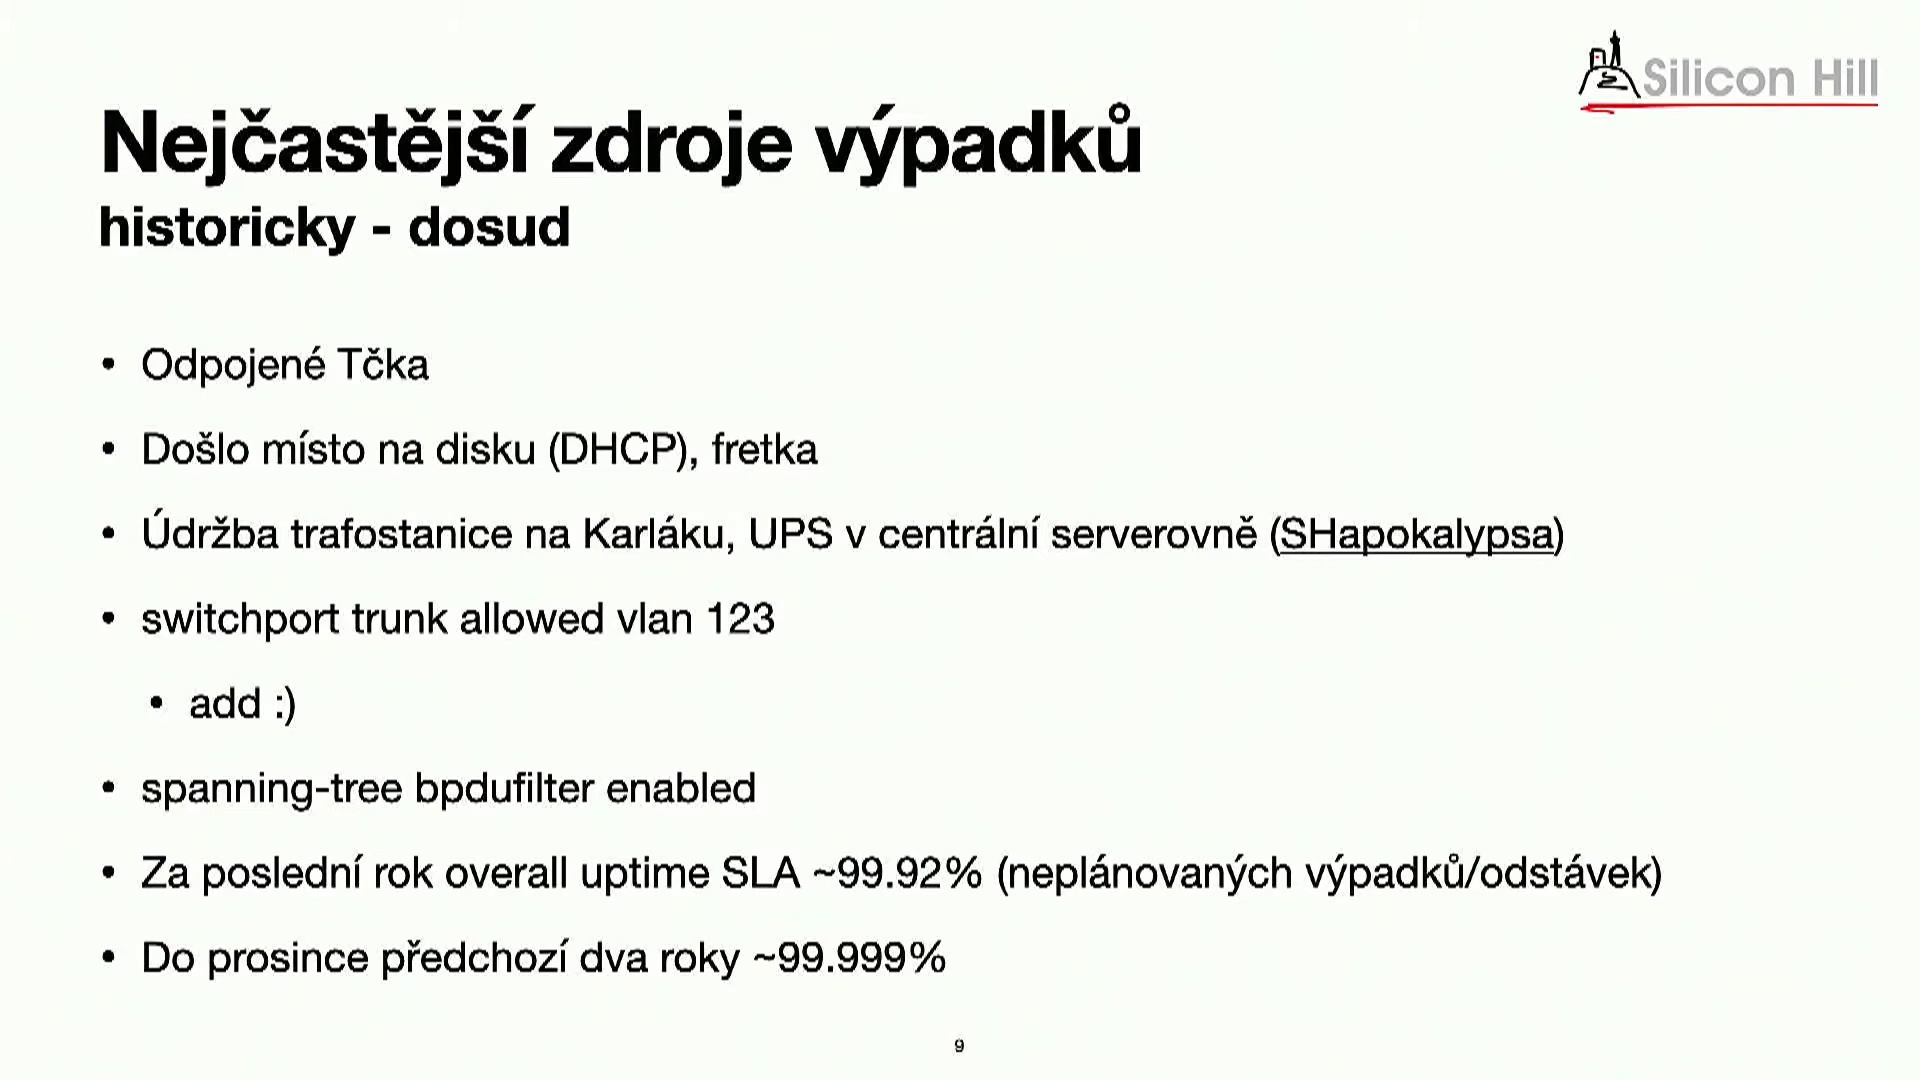 Silicon Hill
Nejčastější zdroje výpadků
historicky - dosud
• Odpojené Tčka
• Došlo místo na disku (DHCP), fretka
• Údržba trafostanice na Karláku, UPS v centrální serverovně (SHapokalypsa)
• switchport trunk allowed vlan 123
• add :)
• spanning-tree bpdufilter enabled
• Za poslední rok overall uptime SLA ~99.92% (neplánovaných výpadků/odstávek)
• Do prosince předchozí dva roky ~99.999%
9